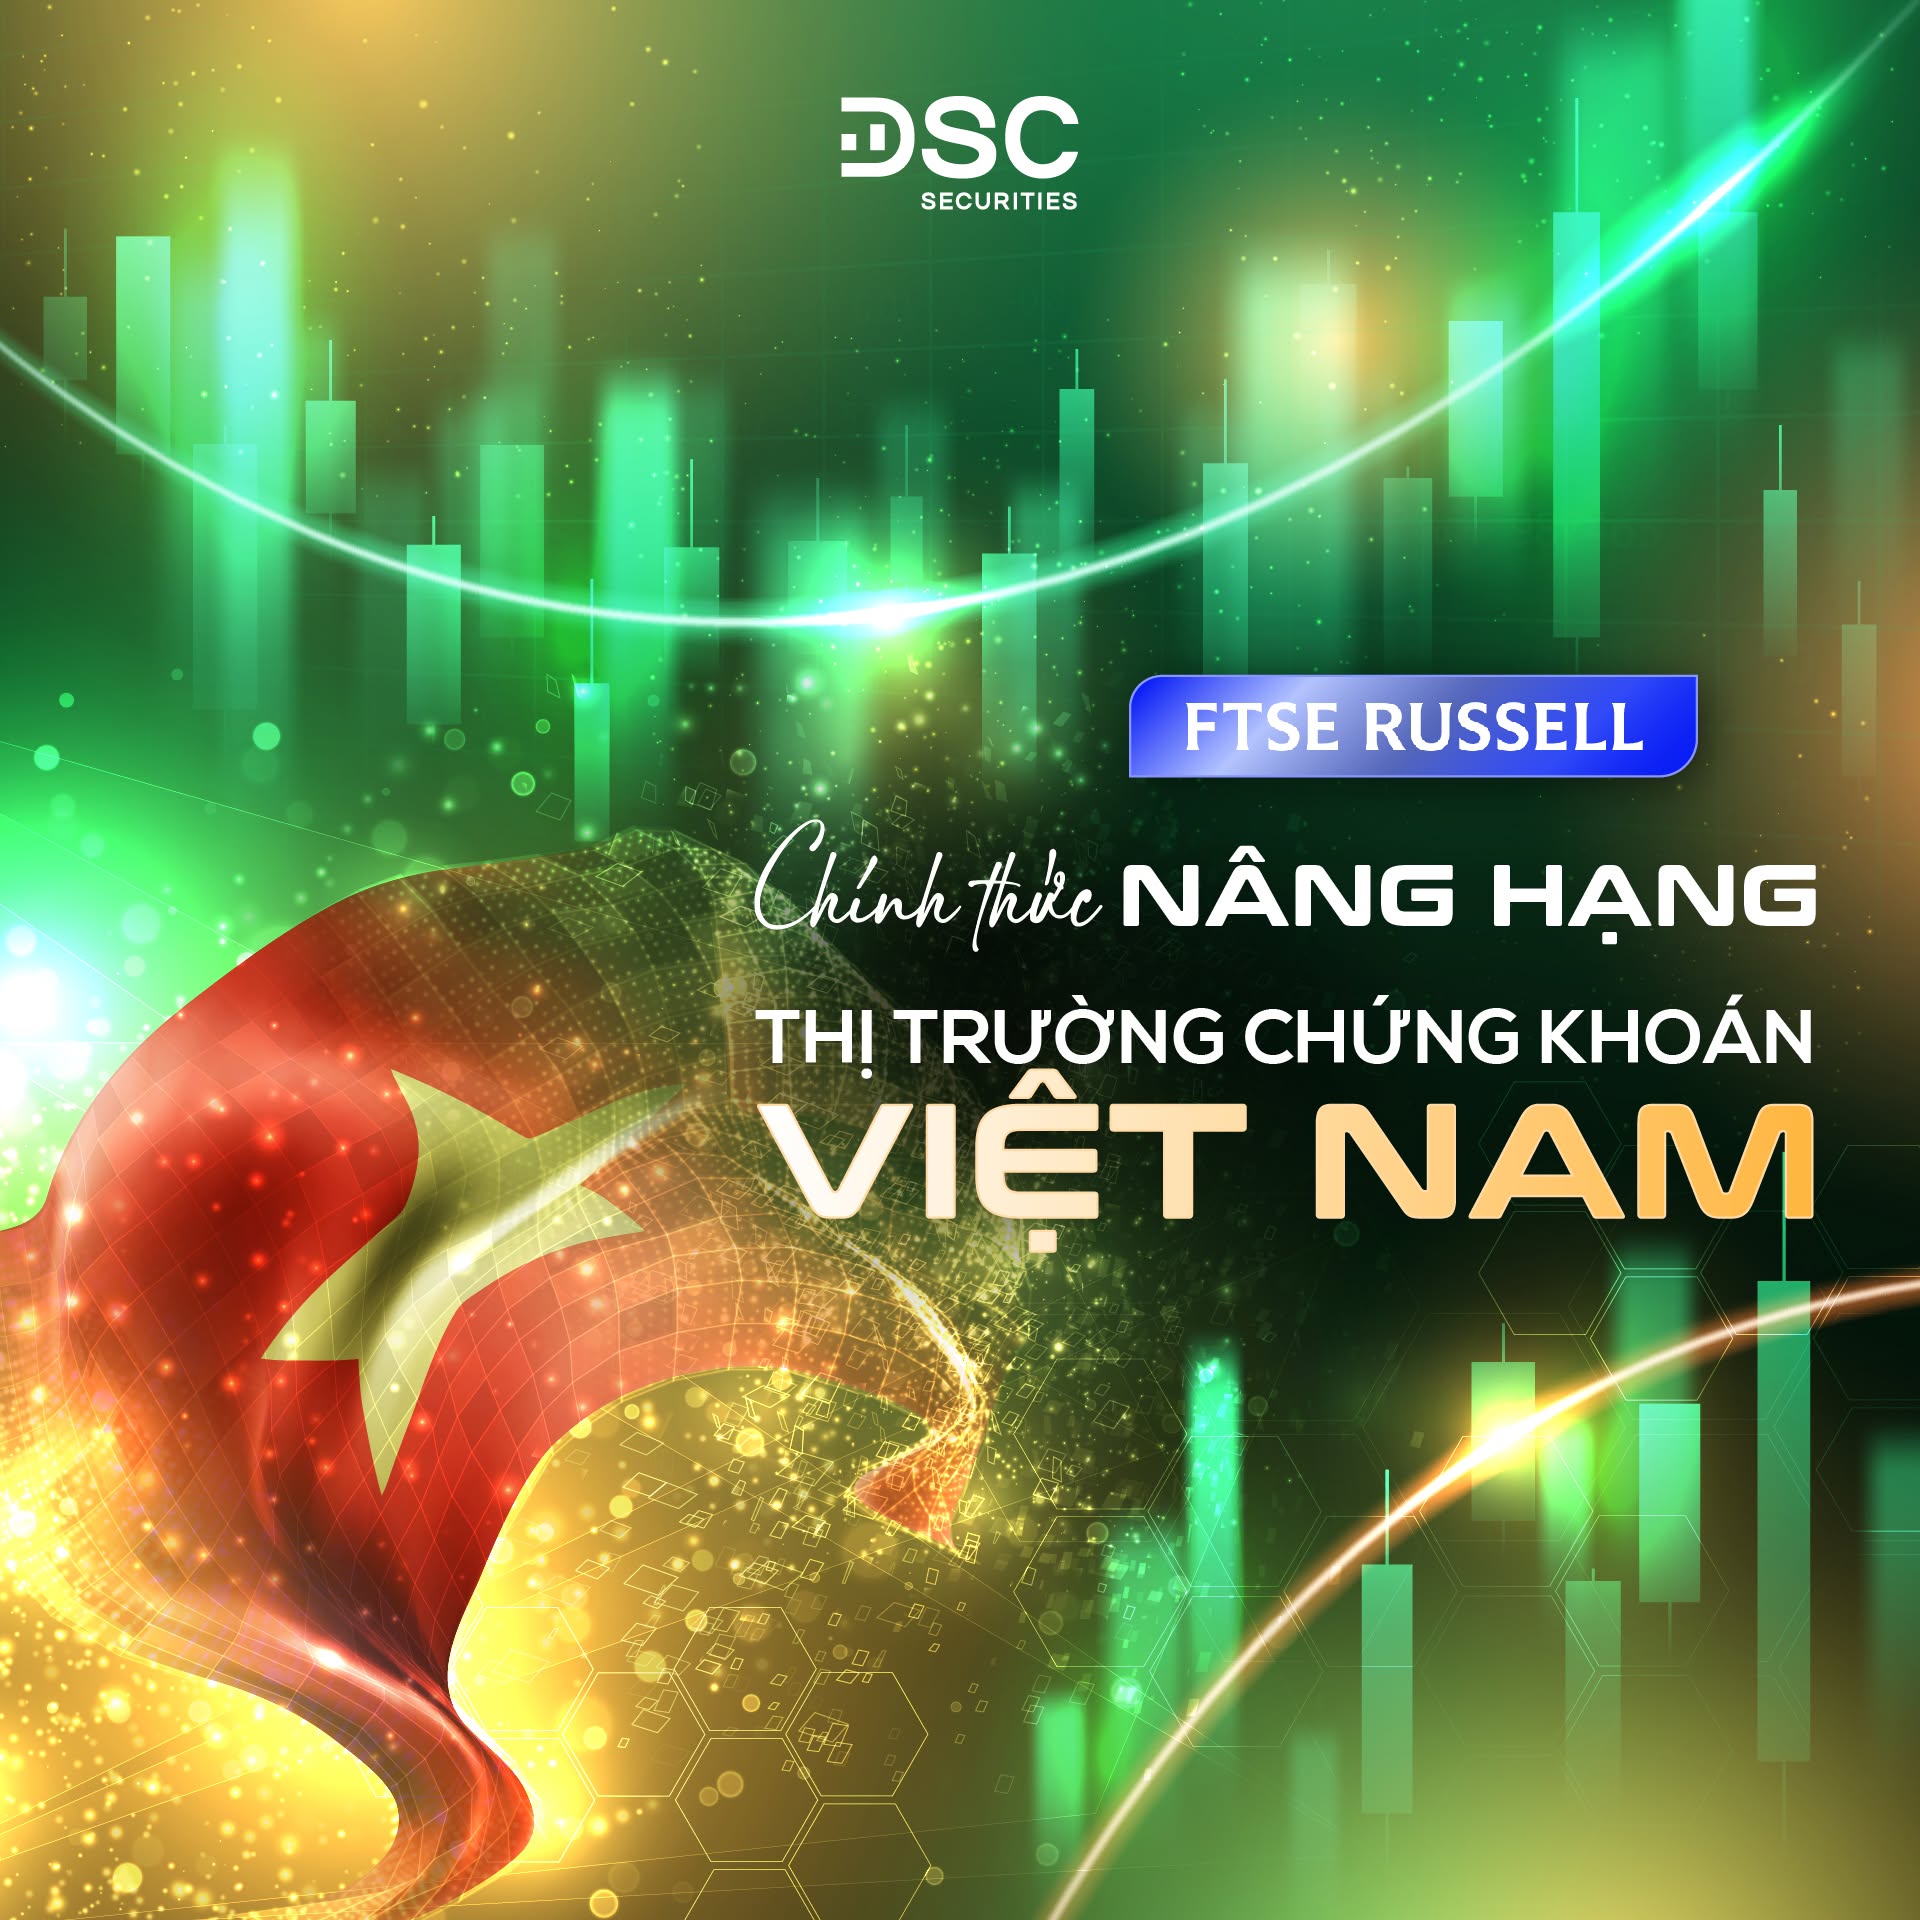 DSC
SECURITIES
FTSE RUSSELL
Chính thức NÂNG HẠNG
THỊ TRƯỜNG CHỨNG KHOÁN
VIỆT NAM